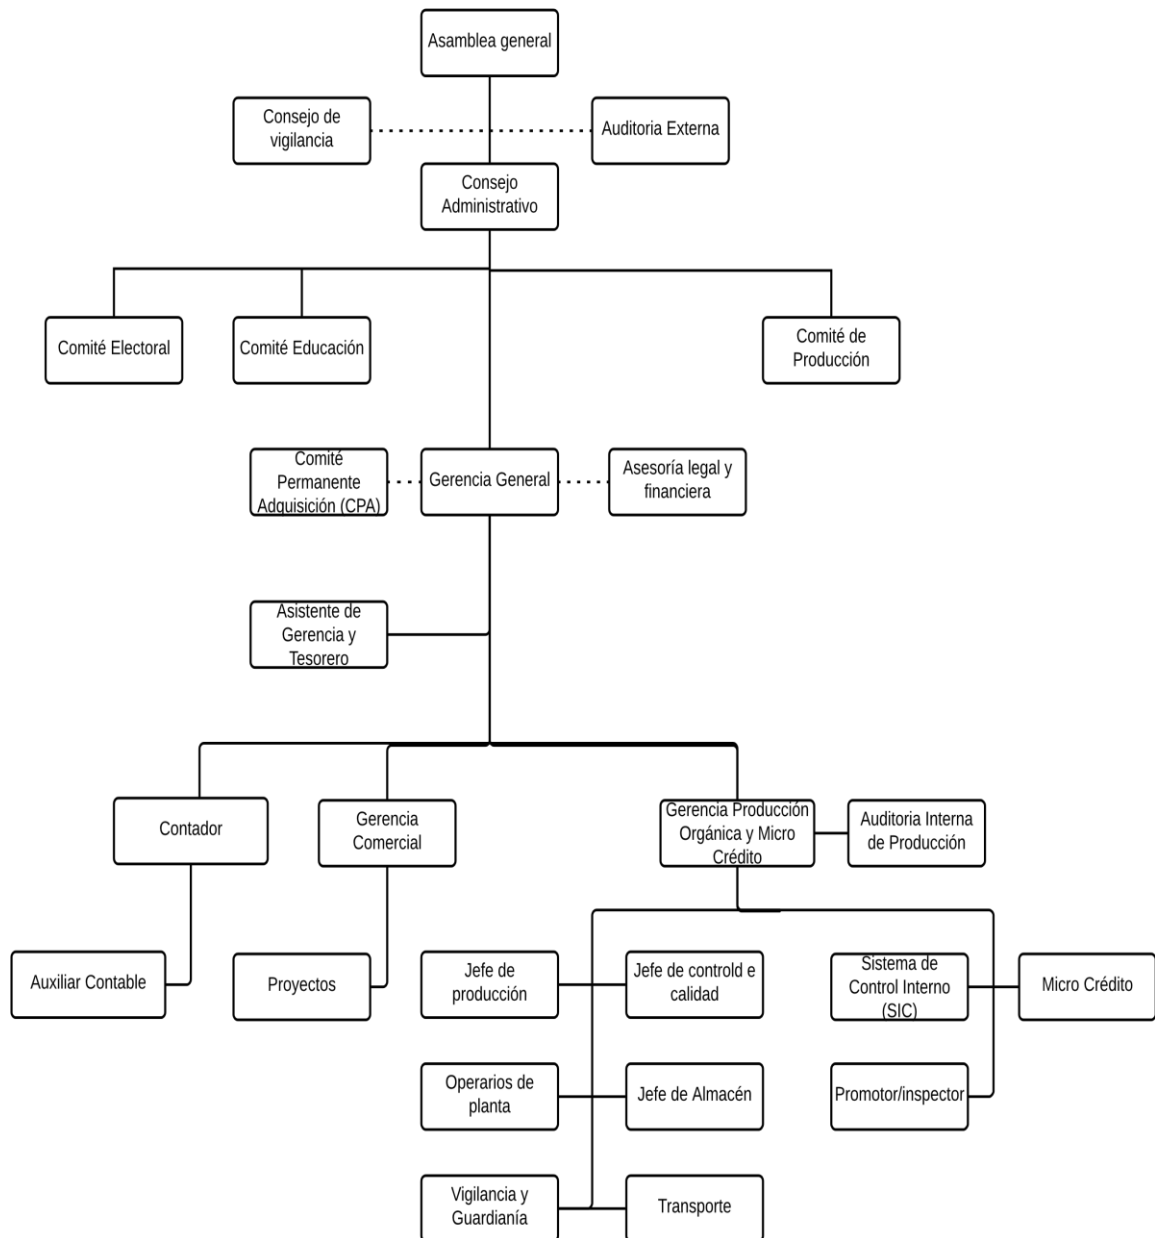 Asamblea general
Consejo de
vigilancia
Auditoria Externa
Consejo
Administrativo
Comité Electoral
Comité Educación
Comité de
Producción
Comité
Permanente
Adquisición (CPA)
Gerencia General
Asesoría legal y
financiera
Asistente de
Gerencia y
Tesorero
Contador
Gerencia
Comercial
Gerencia Producción
Orgánica y Micro
Crédito
Auditoria Interna
de Producción
Auxiliar Contable
Proyectos
Jefe de
producción
Jefe de controld e
calidad
Sistema de
Control Interno
(SIC)
Micro Crédito
Operarios de
planta
Jefe de Almacén
Promotor/inspector
Vigilancia y
Guardianía
Transporte